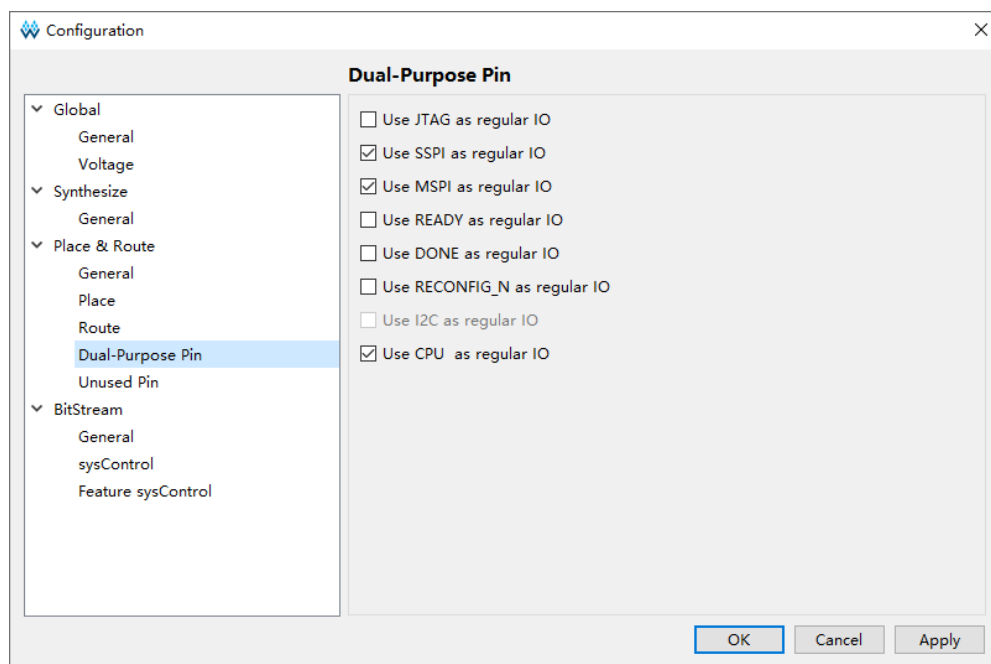 Configuration
Dual-Purpose Pin
Global
General
Voltage
Synthesize
General
Place & Route
General
Place
Route
Dual-Purpose Pin
Unused Pin
BitStream
General
sysControl
Feature sysControl
Use JTAG as regular IO
Use SSPI as regular IO
Use MSPI as regular IO
Use READY as regular IO
Use DONE as regular IO
Use RECONFIG_N as regular IO
Use I2C as regular IO
Use CPU  as regular IO
OK
Cancel
Apply